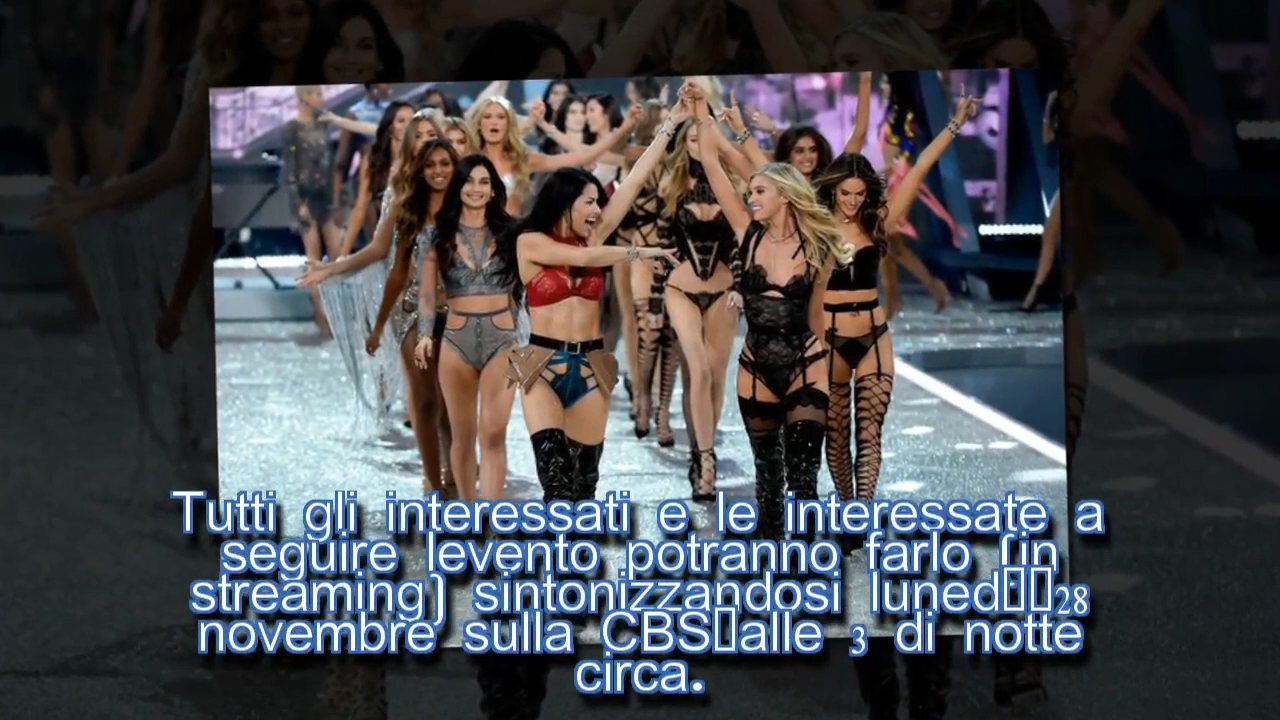 Tutti gli interessati e le interessate a
seguire levento potranno farlo (in
streaming) sintonizzandosi luned▯▯28
novembre sulla CBS▯alle 3 di notte
circa.